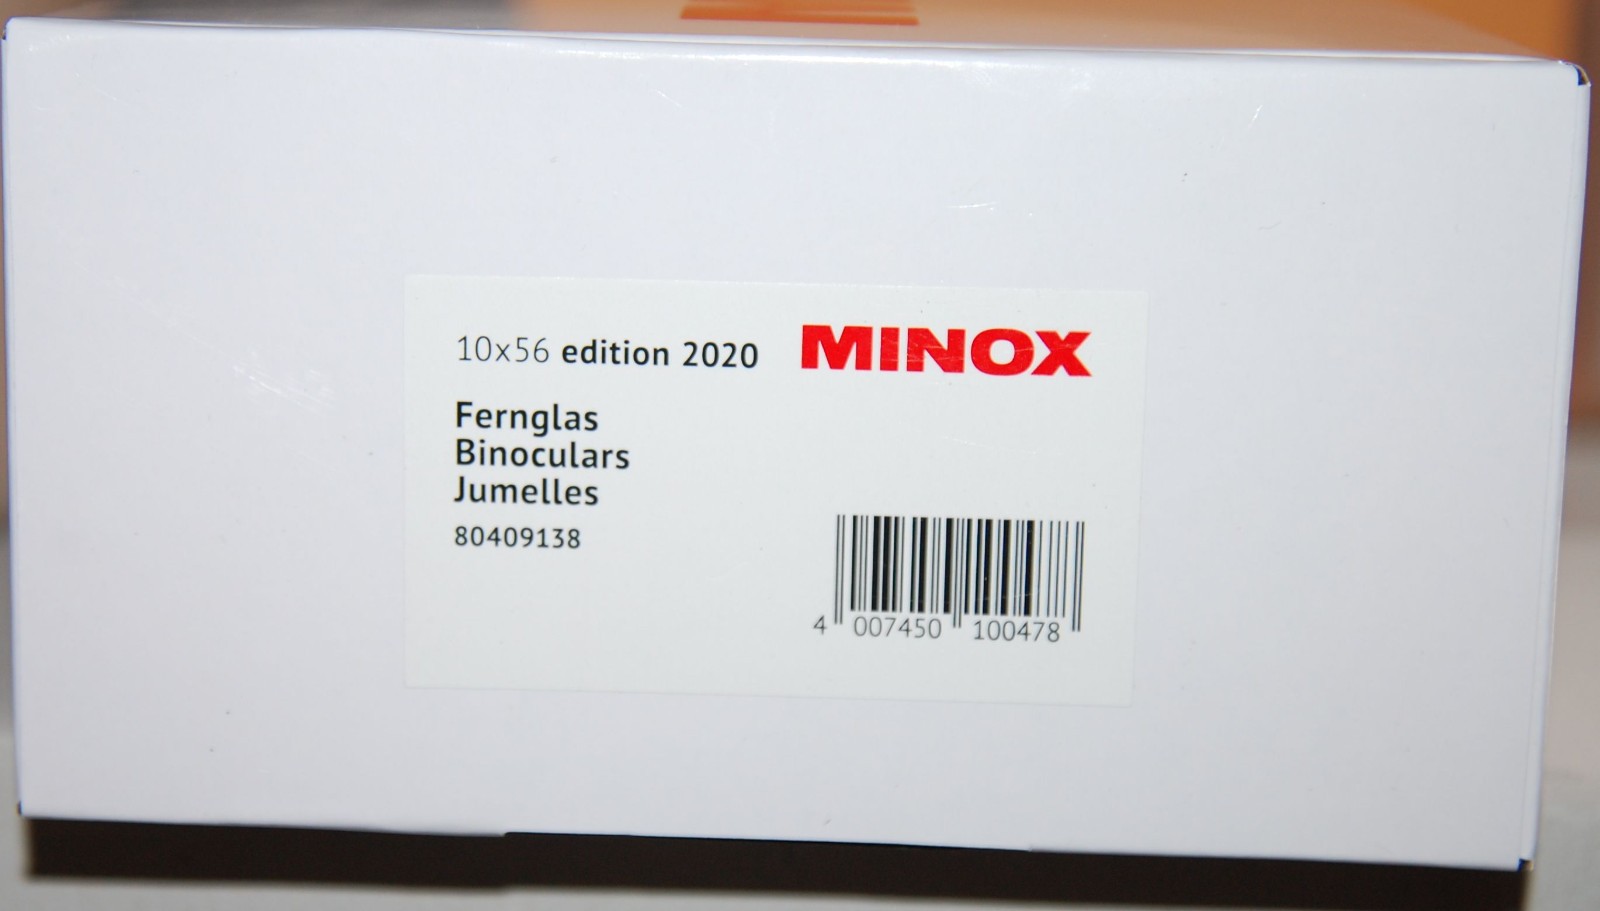 10x56 edition 2020 MINOX
Fernglas
Binoculars
Jumelles
80409138
4 007450 100478